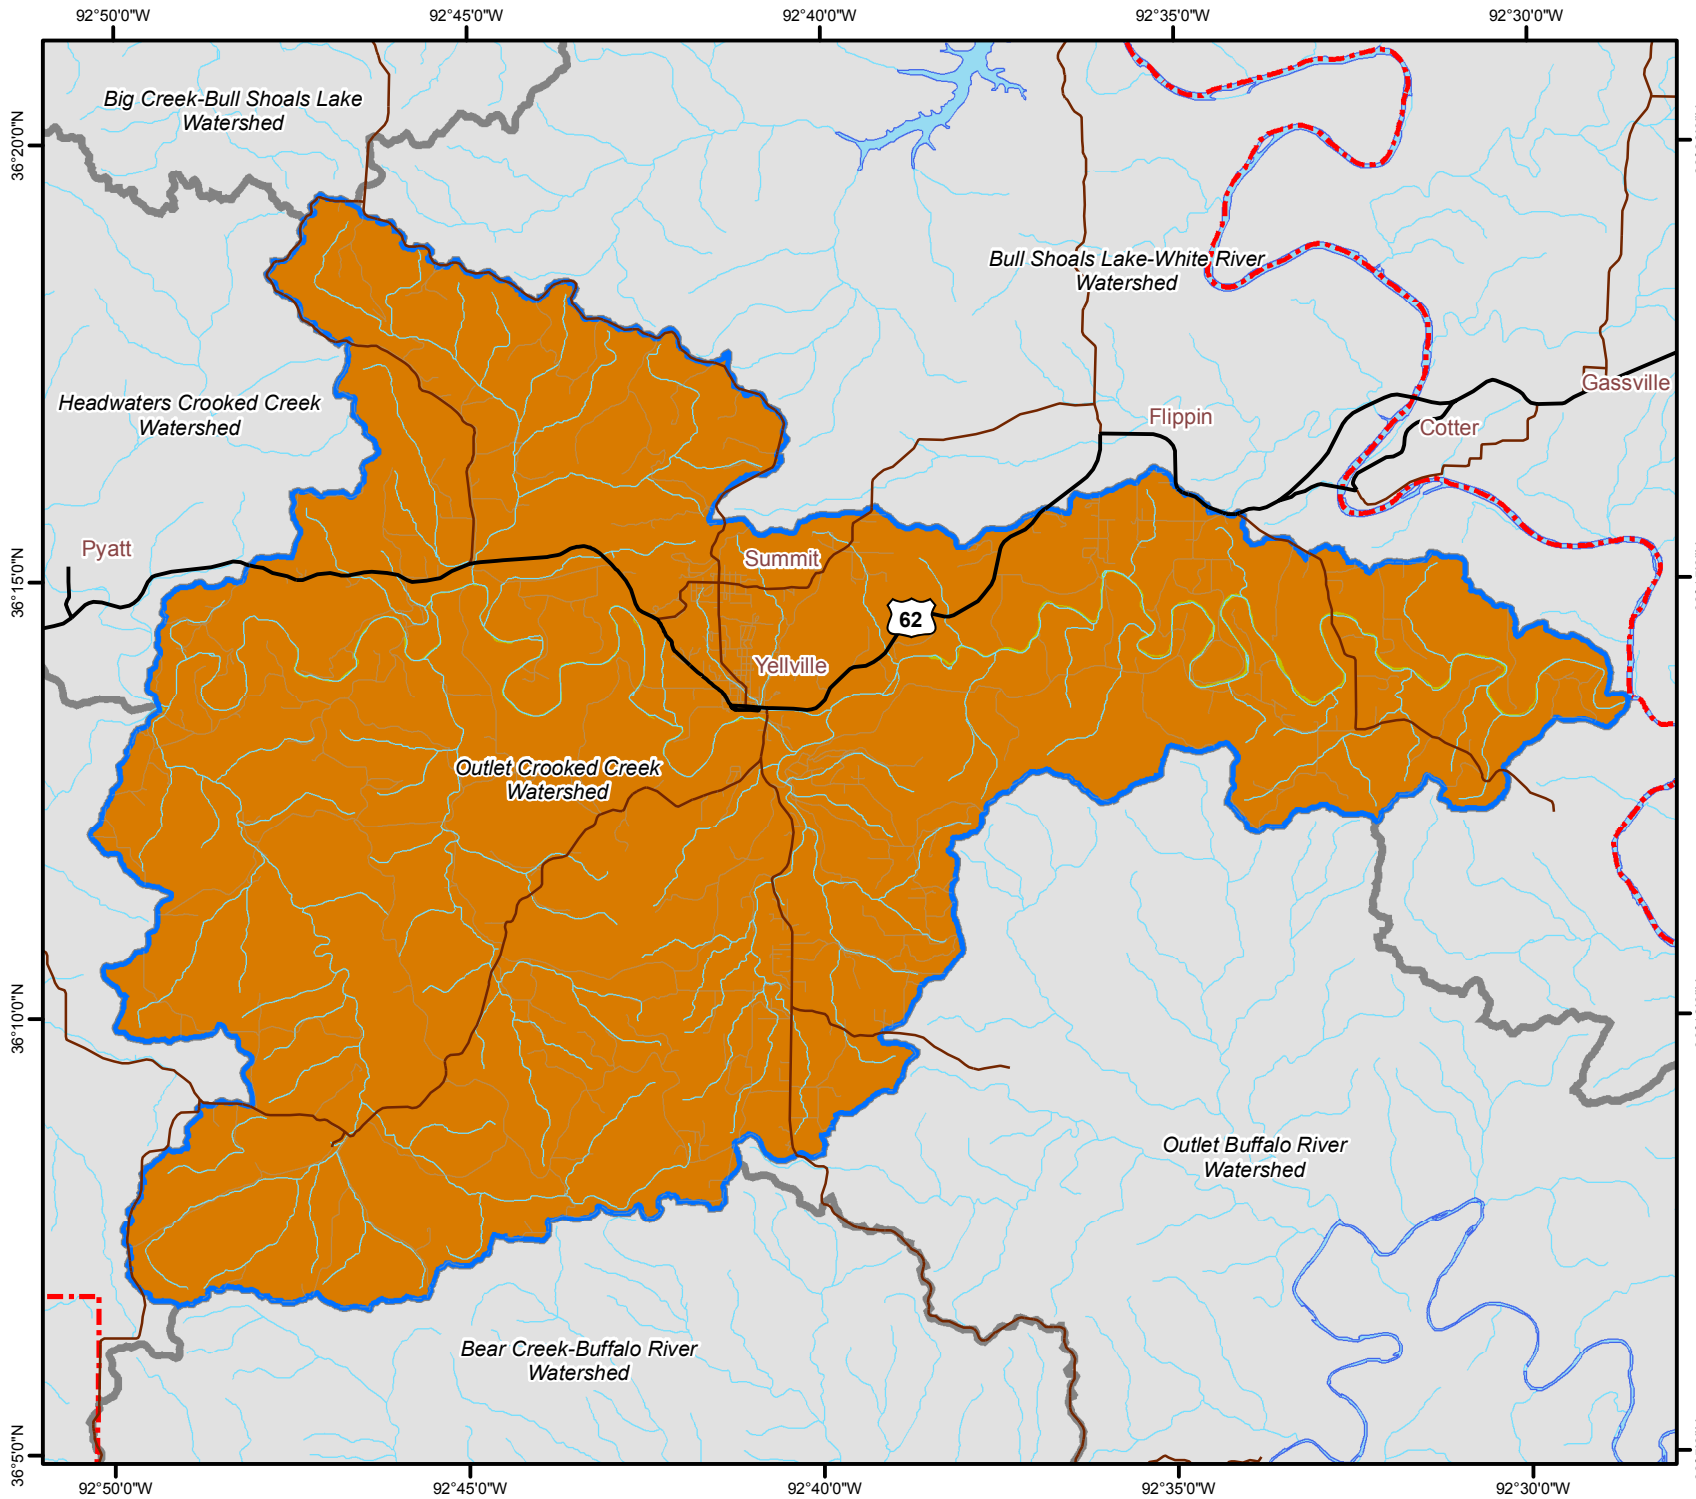 92°50'0"W
92°45'0"W
92°40'0"W
92°35'0"W
92°30'0"W
Big Creek-Bull Shoals Lake
Watershed
36°20'0"N
Bull Shoals Lake-White River
Watershed
Headwaters Crooked Creek
Watershed
Gassville
Flippin
Cotter
Pyatt
Summit
36°15'0"N
62
Yellville
Outlet Crooked Creek
Watershed
36°10'0"N
Outlet Buffalo River
Watershed
Bear Creek-Buffalo River
Watershed
36°5'0"N
92°50'0"W
92°45'0"W
92°40'0"W
92°35'0"W
92°30'0"W